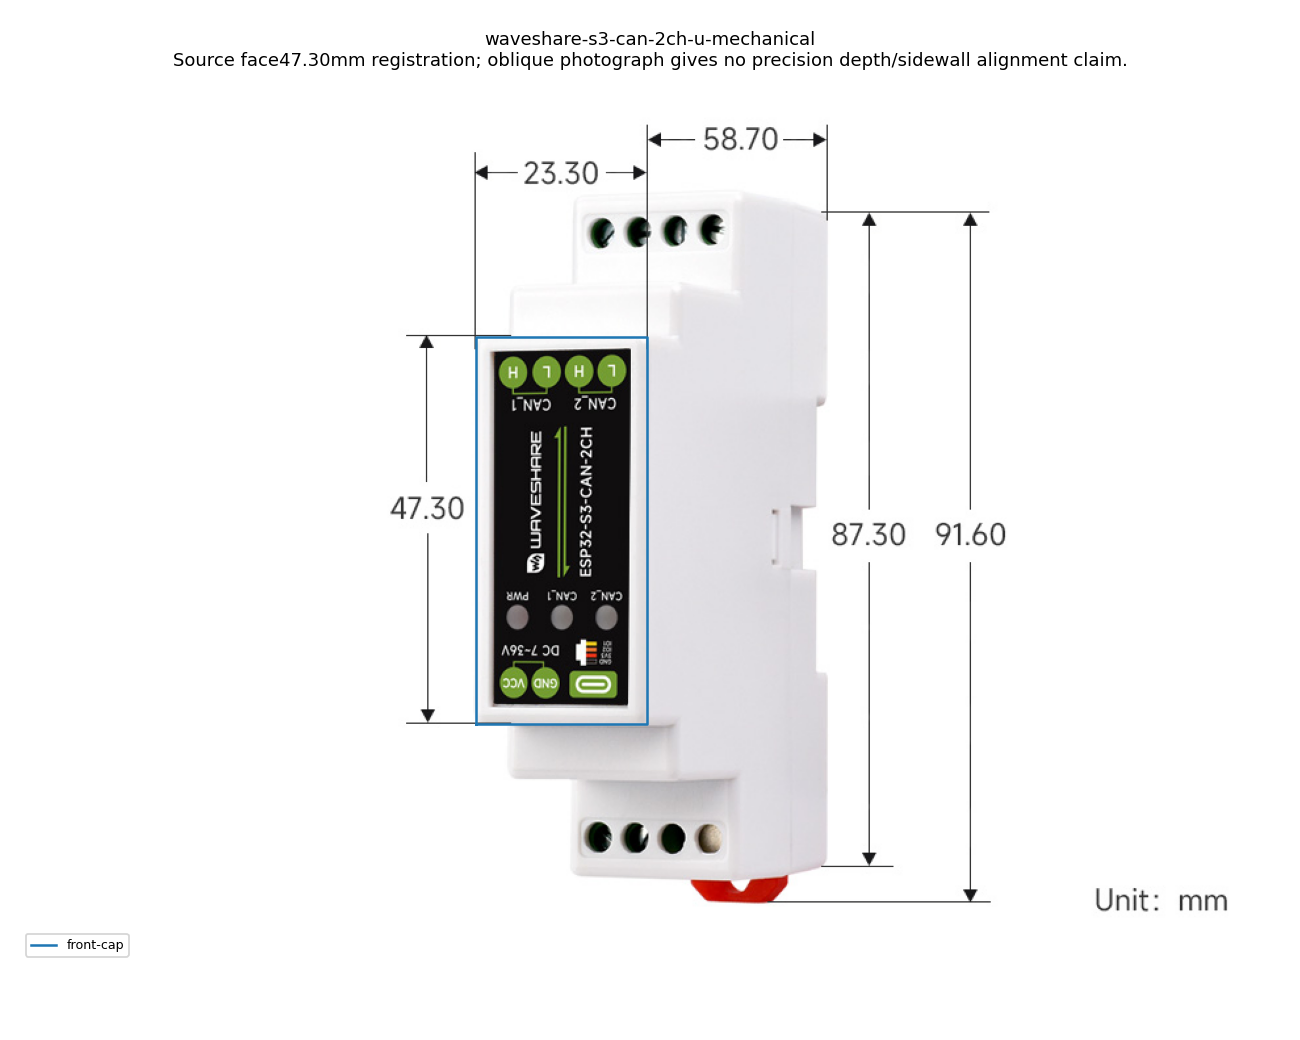 waveshare-s3-can-2ch-u-mechanical
Source face47.30mm registration; oblique photograph gives no precision depth/sidewall alignment claim.
58.70
23.30
H L H L
CAN_1 CAN_2
WAVESHARE
ESP32-S3-CAN-2CH
47.30
87.30
91.60
PWR CAN_1 CAN_2
DC 7~36V
GND
VCC GND
Unit: mm
front-cap